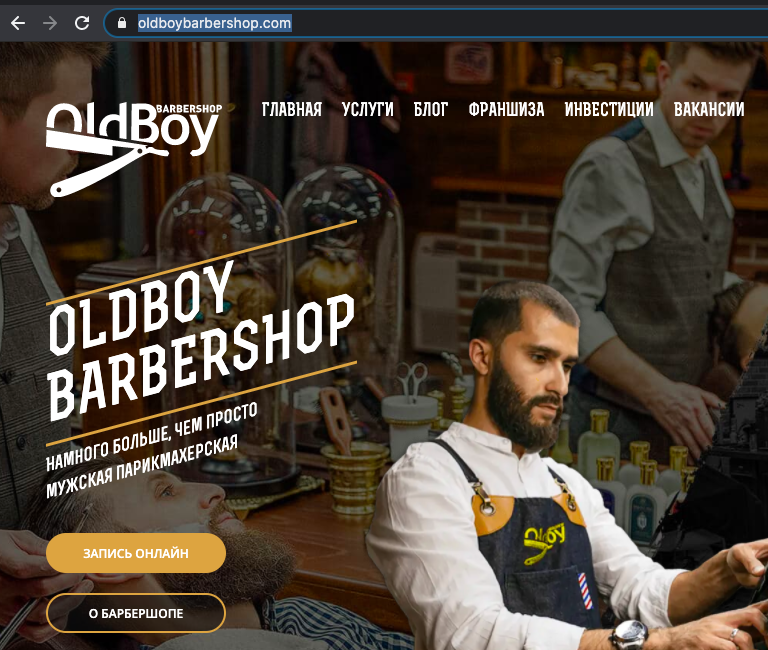 oldboybarbershop.com
OldBoy BARBERSHOP
ГЛАВНАЯ УСЛУГИ БЛОГ ФРАНШИЗА ИНВЕСТИЦИИ ВАКАНСИИ
OLDBOY
BARBERSHOP
НАМНОГО БОЛЬШЕ, ЧЕМ ПРОСТО
МУЖСКАЯ ПАРИКМАХЕРСКАЯ
OldBoy
ЗАПИСЬ ОНЛАЙН
О БАРБЕРШОПЕ